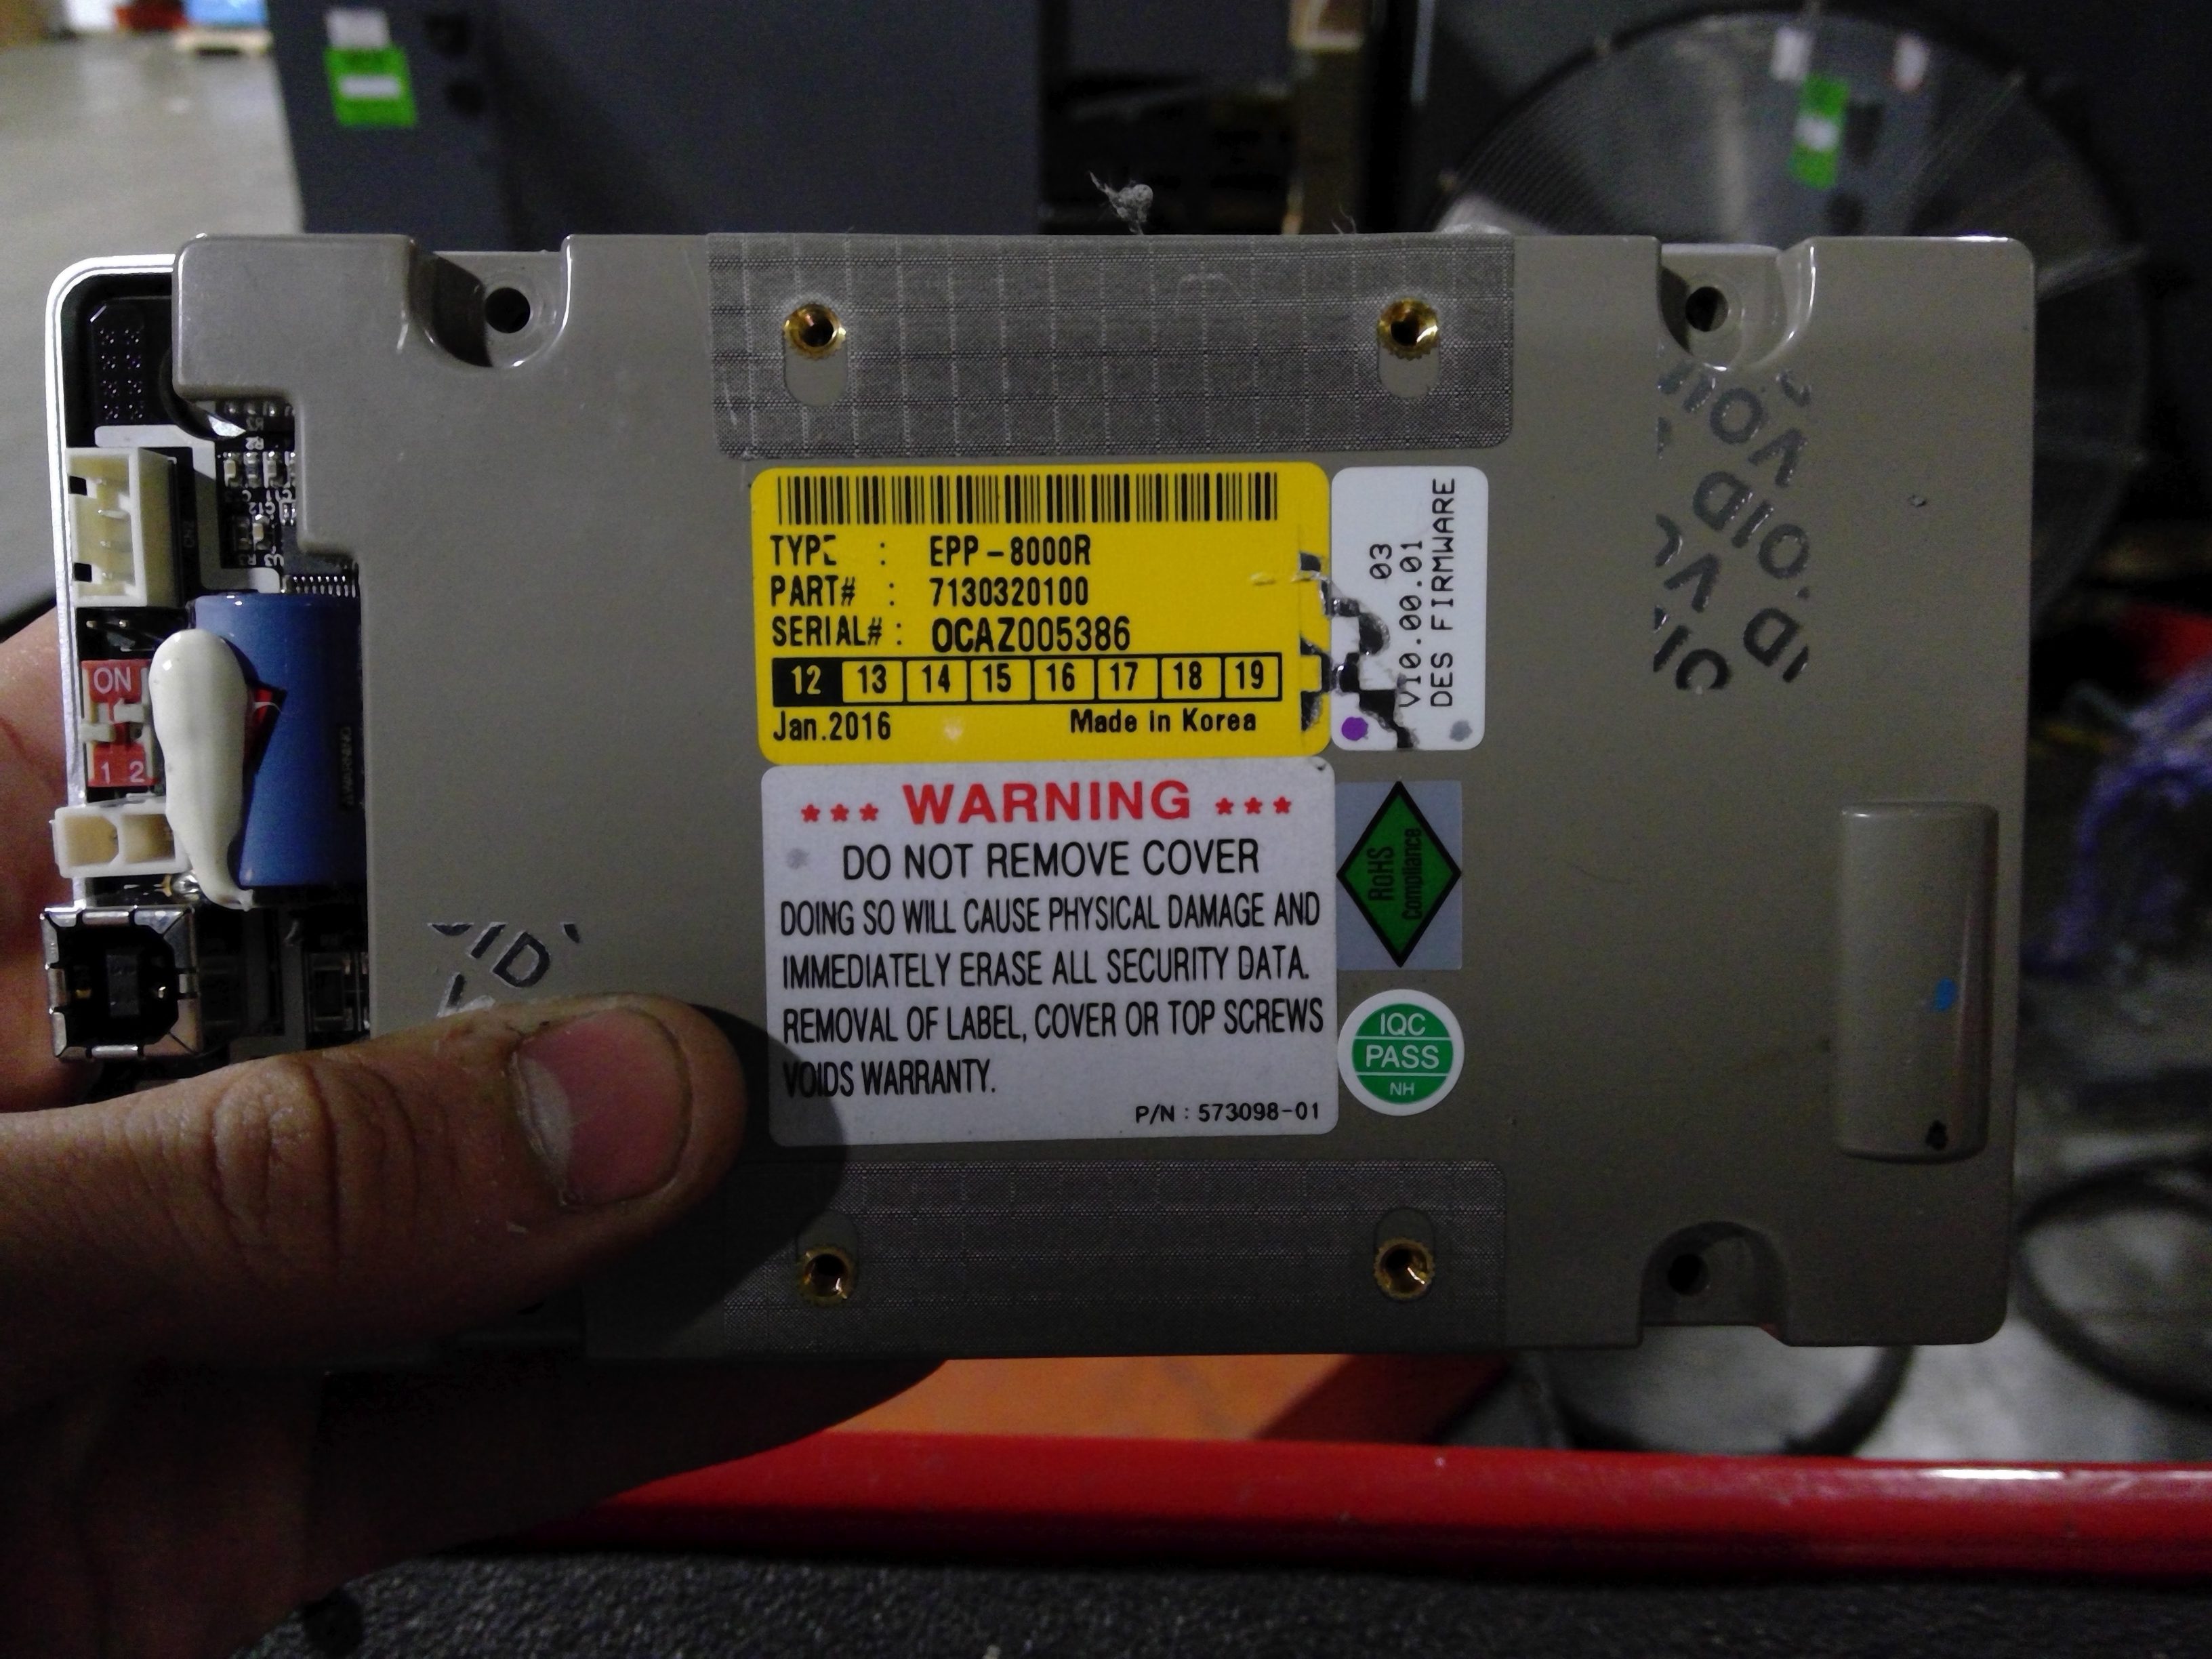 TYPE : EPP-8000R
PART# : 7130320100
SERIAL# : OCAZ005386
12 13 14 15 16 17 18 19
Jan.2016 Made in Korea
03
V10.00.01
DES FIRMWARE
*** WARNING ***
DO NOT REMOVE COVER
DOING SO WILL CAUSE PHYSICAL DAMAGE AND
IMMEDIATELY ERASE ALL SECURITY DATA.
REMOVAL OF LABEL, COVER OR TOP SCREWS
VOIDS WARRANTY.
P/N : 573098-01
RoHS
Compliance
IQC
PASS
NH
ON
1 2
VOI
VOID
OID
ID